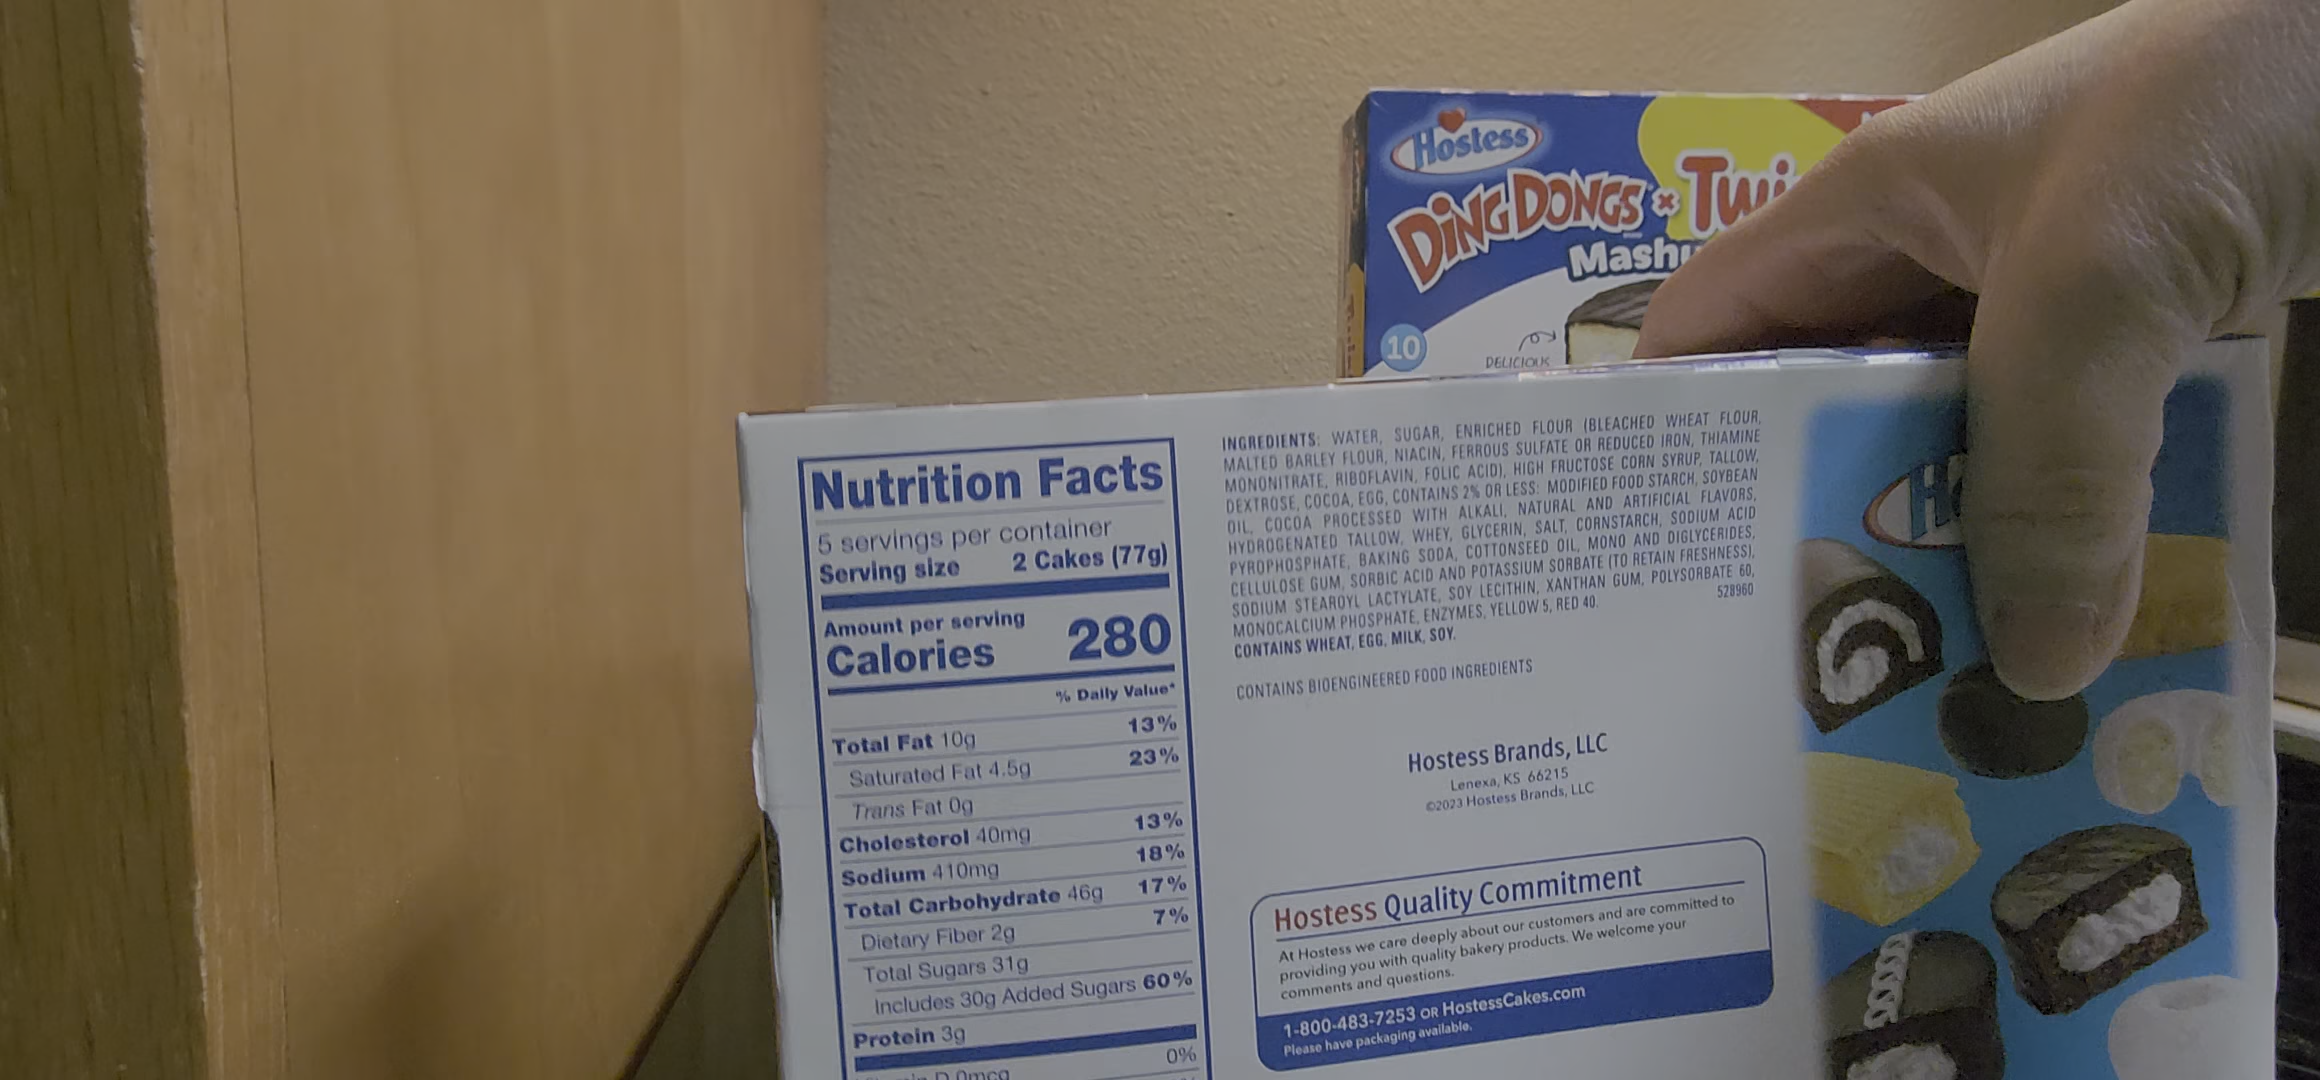 Hostess
DiNG DONGS × Twi
Mashu
10
DELICIOUS
Nutrition Facts
5 servings per container
Serving size 2 Cakes (77g)
Amount per serving
Calories 280
% Daily Value*
Total Fat 10g 13%
Saturated Fat 4.5g 23%
Trans Fat 0g
Cholesterol 40mg 13%
Sodium 410mg 18%
Total Carbohydrate 46g 17%
Dietary Fiber 2g 7%
Total Sugars 31g
Includes 30g Added Sugars 60%
Protein 3g
D 0mcg 0%
INGREDIENTS: WATER, SUGAR, ENRICHED FLOUR (BLEACHED WHEAT FLOUR,
MALTED BARLEY FLOUR, NIACIN, FERROUS SULFATE OR REDUCED IRON, THIAMINE
MONONITRATE, RIBOFLAVIN, FOLIC ACID), HIGH FRUCTOSE CORN SYRUP, TALLOW,
DEXTROSE, COCOA, EGG, CONTAINS 2% OR LESS: MODIFIED FOOD STARCH, SOYBEAN
OIL, COCOA PROCESSED WITH ALKALI, NATURAL AND ARTIFICIAL FLAVORS,
HYDROGENATED TALLOW, WHEY, GLYCERIN, SALT, CORNSTARCH, SODIUM ACID
PYROPHOSPHATE, BAKING SODA, COTTONSEED OIL, MONO AND DIGLYCERIDES,
CELLULOSE GUM, SORBIC ACID AND POTASSIUM SORBATE (TO RETAIN FRESHNESS),
SODIUM STEAROYL LACTYLATE, SOY LECITHIN, XANTHAN GUM, POLYSORBATE 60,
MONOCALCIUM PHOSPHATE, ENZYMES, YELLOW 5, RED 40. 528960
CONTAINS WHEAT, EGG, MILK, SOY.
CONTAINS BIOENGINEERED FOOD INGREDIENTS
Hostess Brands, LLC
Lenexa, KS 66215
©2023 Hostess Brands, LLC
Hostess Quality Commitment
At Hostess we care deeply about our customers and are committed to
providing you with quality bakery products. We welcome your
comments and questions.
1-800-483-7253 OR HostessCakes.com
Please have packaging available.
Ho